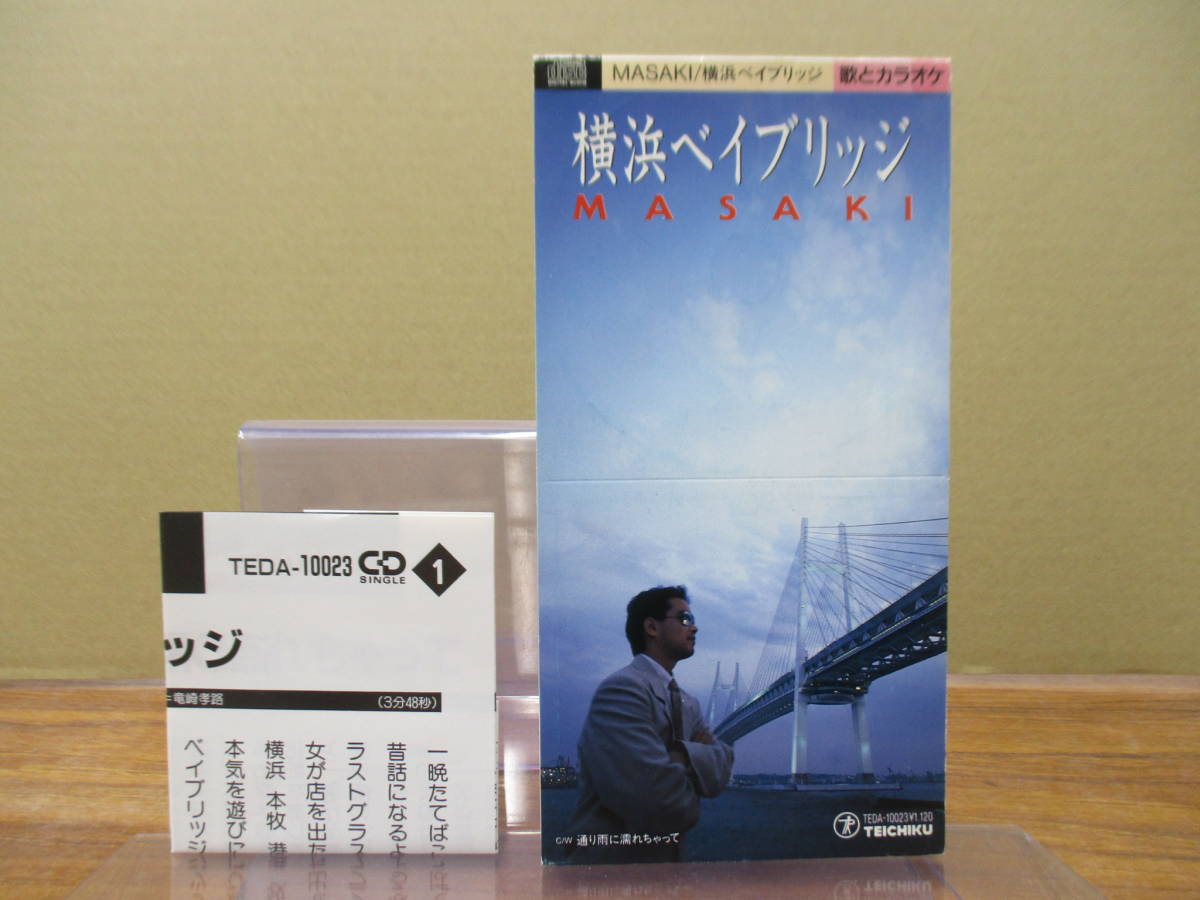 MASAKI/横浜ベイブリッジ 歌とカラオケ
横浜ベイブリッジ
MASAKI
C/W 通り雨に濡れちゃって
TEDA-10023 ¥1,120
TEICHIKU
TEDA-10023 CD SINGLE 1
ッジ
=竜崎孝路 (3分48秒)
一晩たてば
昔話になるよ
ラストグラス
女が店を出た
横浜 本牧 港
本気を遊びに
ベイブリッジ